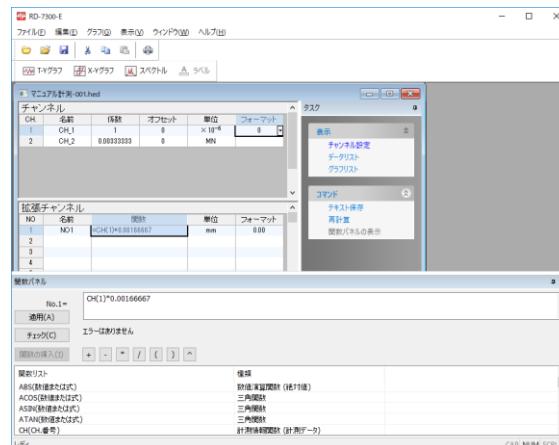 RD-7300-E
ファイル(F) 編集(E) グラフ(G) 表示(V) ウィンドウ(W) ヘルプ(H)
T-Yグラフ X-Yグラフ スペクトル ラベル
マニュアル計測-001.hed
チャンネル
CH. 名前 係数 オフセット 単位 フォーマット
1 CH_1 1 0 ×10⁻⁶ 0
2 CH_2 0.00333333 0 MN
拡張チャンネル
NO 名前 関数 単位 フォーマット
1 NO1 =CH(1)*0.00166667 mm 0.00
2
3
4
タスク
表示
チャンネル設定
データリスト
グラフリスト
コマンド
テキスト保存
再計算
関数パネルの表示
関数パネル
No.1= CH(1)*0.00166667
適用(A)
チェック(C) エラーはありません
関数の挿入(I) + - * / ( ) ^
関数リスト 種類
ABS(数値または式) 数値演算関数 (絶対値)
ACOS(数値または式) 三角関数
ASIN(数値または式) 三角関数
ATAN(数値または式) 三角関数
CH(CH.番号) 計測情報関数 (計測データ)
レディ CAP NUM SCRL